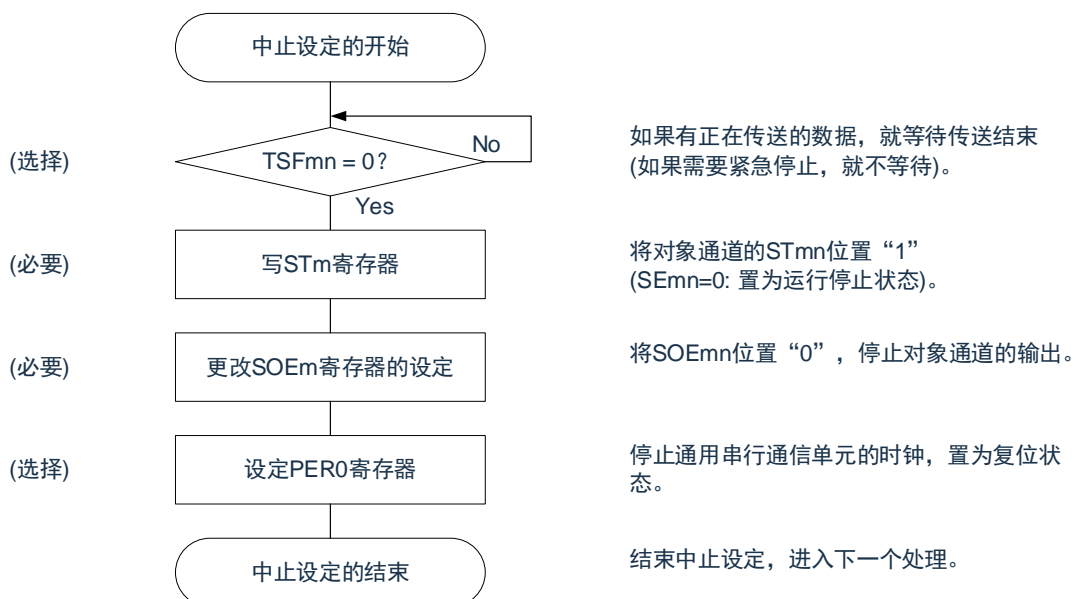 中止设定的开始
(选择)
TSFmn = 0?
No
Yes
如果有正在传送的数据，就等待传送结束
(如果需要紧急停止，就不等待)。
(必要)
写STm寄存器
将对象通道的STmn位置“1”
(SEmn=0: 置为运行停止状态)。
(必要)
更改SOEm寄存器的设定
将SOEmn位置“0”，停止对象通道的输出。
(选择)
设定PER0寄存器
停止通用串行通信单元的时钟，置为复位状
态。
中止设定的结束
结束中止设定，进入下一个处理。